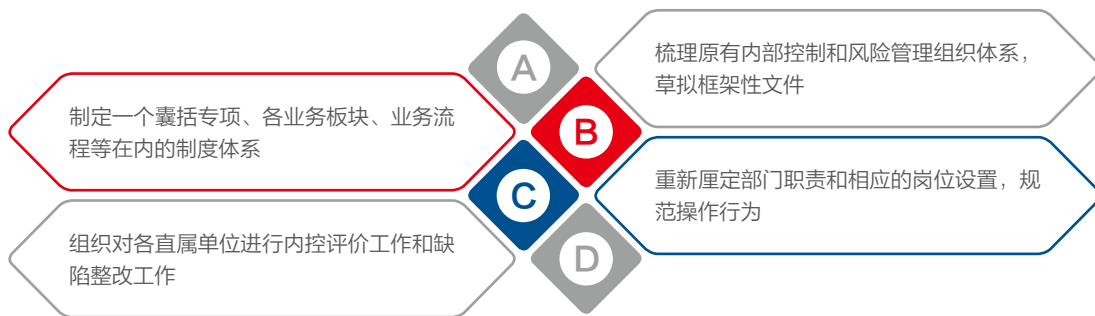 A
梳理原有内部控制和风险管理组织体系，
草拟框架性文件
B
制定一个囊括专项、各业务板块、业务流
程等在内的制度体系
C
重新厘定部门职责和相应的岗位设置，规
范操作行为
D
组织对各直属单位进行内控评价工作和缺
陷整改工作